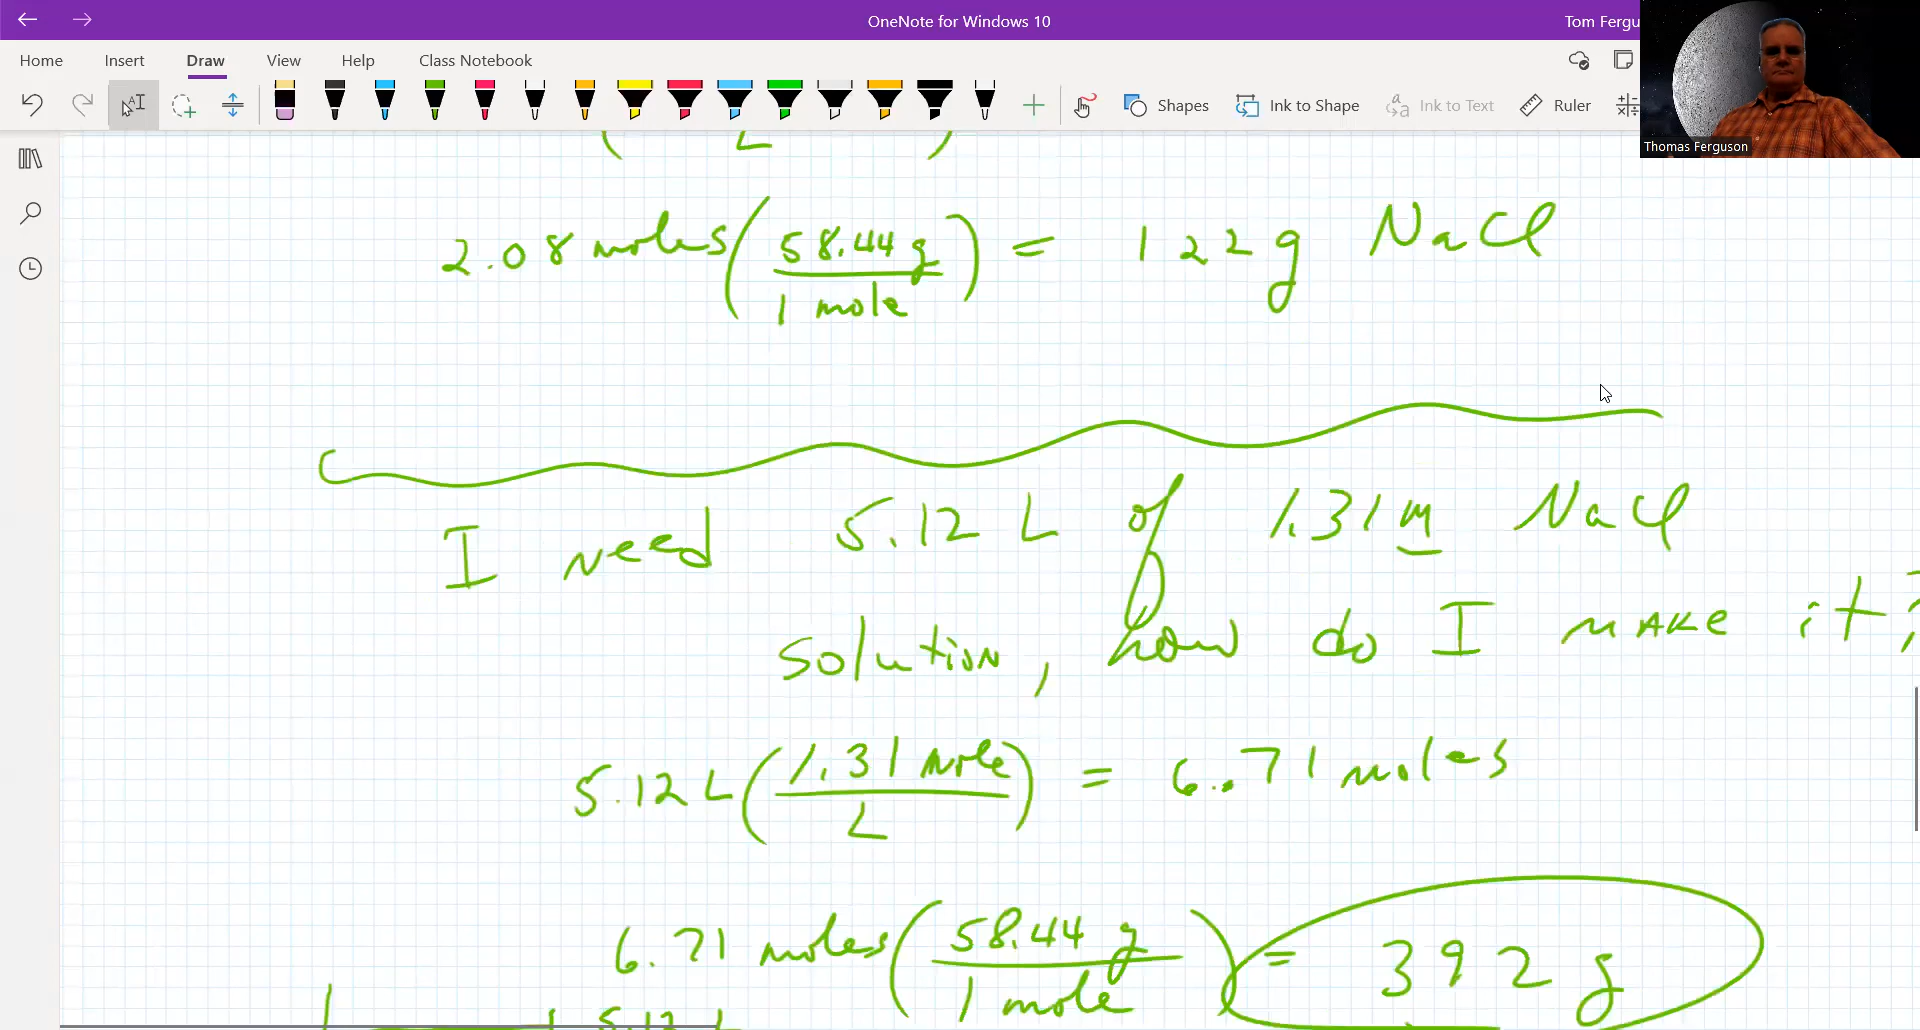 OneNote for Windows 10
Tom Fergu
Home Insert Draw View Help Class Notebook
Shapes Ink to Shape Ink to Text Ruler
Thomas Ferguson
L
2.08 moles (58.44 g / 1 mole) = 122 g NaCl
I need 5.12 L of 1.31 M NaCl
solution, how do I make it?
5.12 L (1.31 mole / L) = 6.71 moles
6.71 moles (58.44 g / 1 mole) = 392 g
5.12 L